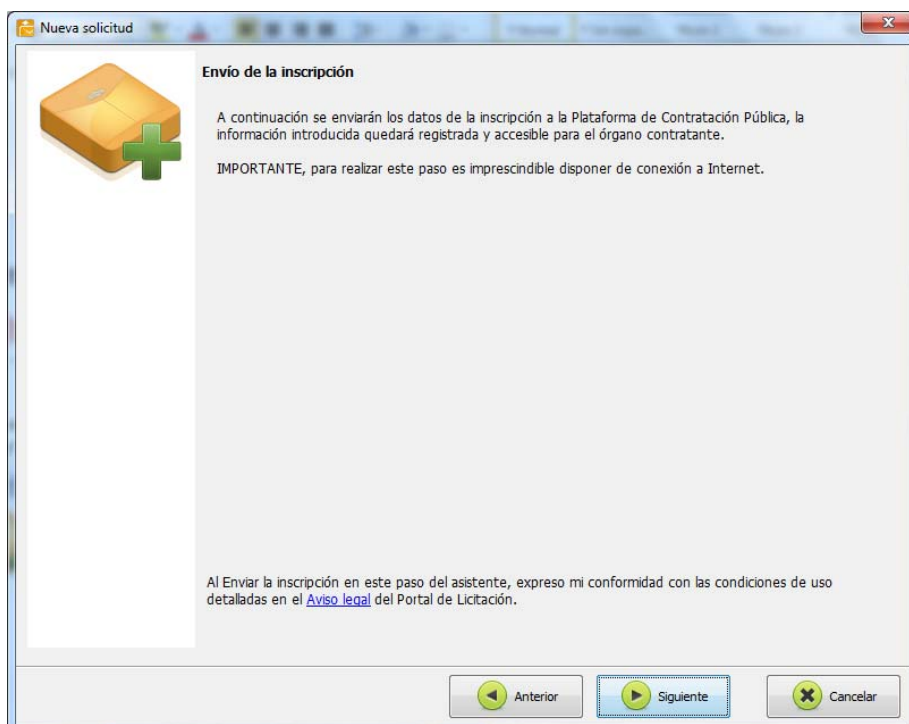 Nueva solicitud
Envío de la inscripción
A continuación se enviarán los datos de la inscripción a la Plataforma de Contratación Pública, la
información introducida quedará registrada y accesible para el órgano contratante.
IMPORTANTE, para realizar este paso es imprescindible disponer de conexión a Internet.
Al Enviar la inscripción en este paso del asistente, expreso mi conformidad con las condiciones de uso
detalladas en el Aviso legal del Portal de Licitación.
Anterior Siguiente Cancelar